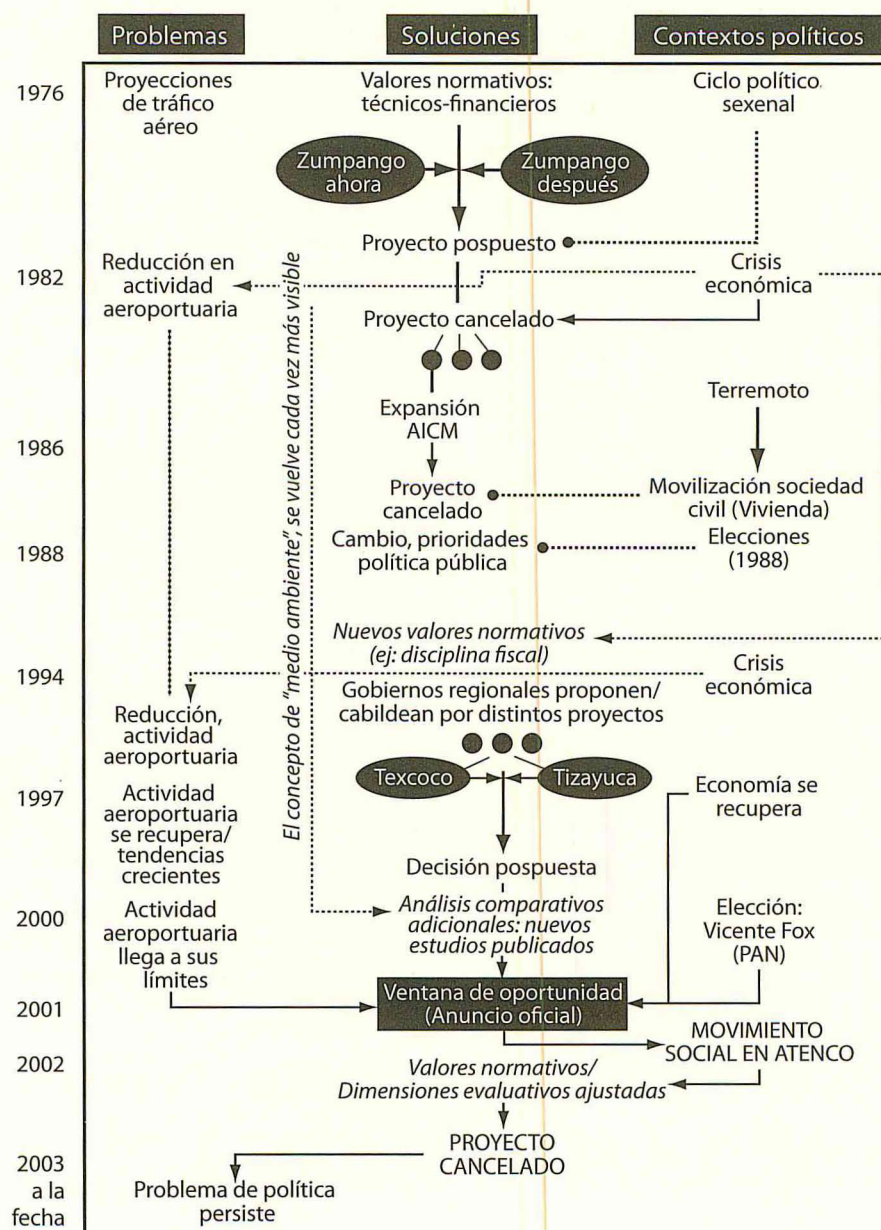 Problemas
Soluciones
Contextos políticos
1976
Proyecciones
de tráfico
aéreo
Valores normativos:
técnicos-financieros
Ciclo político
sexenal
Zumpango
ahora
Zumpango
después
Proyecto pospuesto
1982
Reducción en
actividad
aeroportuaria
Crisis
económica
Proyecto cancelado
El concepto de "medio ambiente", se vuelve cada vez más visible
Expansión
AICM
Terremoto
1986
Proyecto
cancelado
Movilización sociedad
civil (Vivienda)
1988
Cambio, prioridades
política pública
Elecciones
(1988)
Nuevos valores normativos
(ej: disciplina fiscal)
1994
Crisis
económica
Gobiernos regionales proponen/
cabildean por distintos proyectos
Reducción,
actividad
aeroportuaria
Texcoco
Tizayuca
1997
Actividad
aeroportuaria
se recupera/
tendencias
crecientes
Economía se
recupera
Decisión pospuesta
2000
Actividad
aeroportuaria
llega a sus
límites
Análisis comparativos
adicionales: nuevos
estudios publicados
Elección:
Vicente Fox
(PAN)
2001
Ventana de oportunidad
(Anuncio oficial)
MOVIMIENTO
SOCIAL EN ATENCO
2002
Valores normativos/
Dimensiones evaluativos ajustadas
PROYECTO
CANCELADO
2003
a la
fecha
Problema de política
persiste